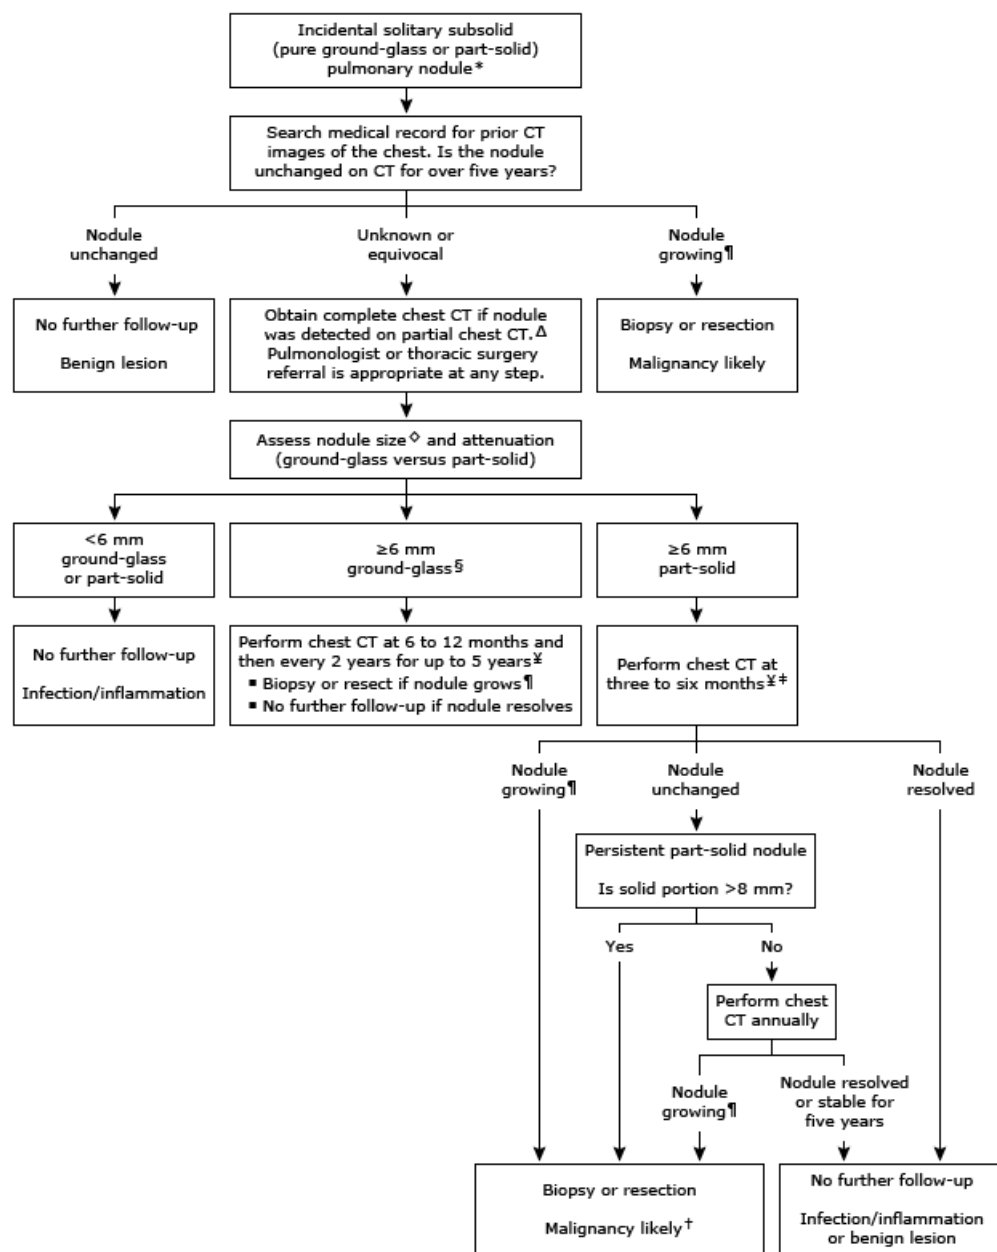 Incidental solitary subsolid
(pure ground-glass or part-solid)
pulmonary nodule*
Search medical record for prior CT
images of the chest. Is the nodule
unchanged on CT for over five years?
Nodule
unchanged
Unknown or
equivocal
Nodule
growing¶
No further follow-up
Benign lesion
Obtain complete chest CT if nodule
was detected on partial chest CT.Δ
Pulmonologist or thoracic surgery
referral is appropriate at any step.
Biopsy or resection
Malignancy likely
Assess nodule size◇ and attenuation
(ground-glass versus part-solid)
<6 mm
ground-glass
or part-solid
≥6 mm
ground-glass§
≥6 mm
part-solid
No further follow-up
Infection/inflammation
Perform chest CT at 6 to 12 months and
then every 2 years for up to 5 years¥
▪ Biopsy or resect if nodule grows¶
▪ No further follow-up if nodule resolves
Perform chest CT at
three to six months¥‡
Nodule
growing¶
Nodule
unchanged
Nodule
resolved
Persistent part-solid nodule
Is solid portion >8 mm?
Yes
No
Perform chest
CT annually
Nodule
growing¶
Nodule resolved
or stable for
five years
Biopsy or resection
Malignancy likely†
No further follow-up
Infection/inflammation
or benign lesion